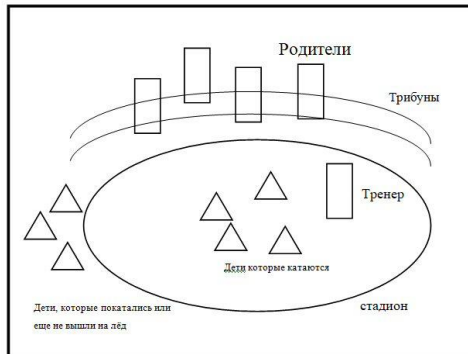 Родители
Трибуны
Тренер
Дети которые катаются
Дети, которые покатались или
еще не вышли на лёд
стадион